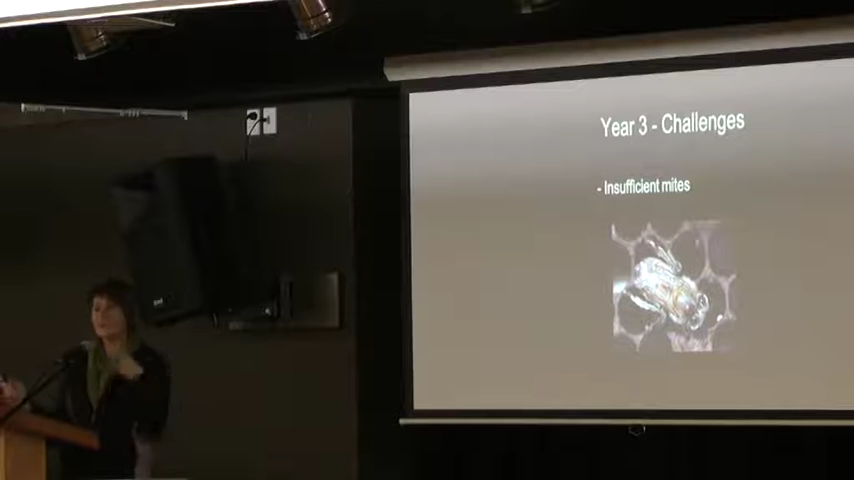 Year 3 - Challenges
- Insufficient mites